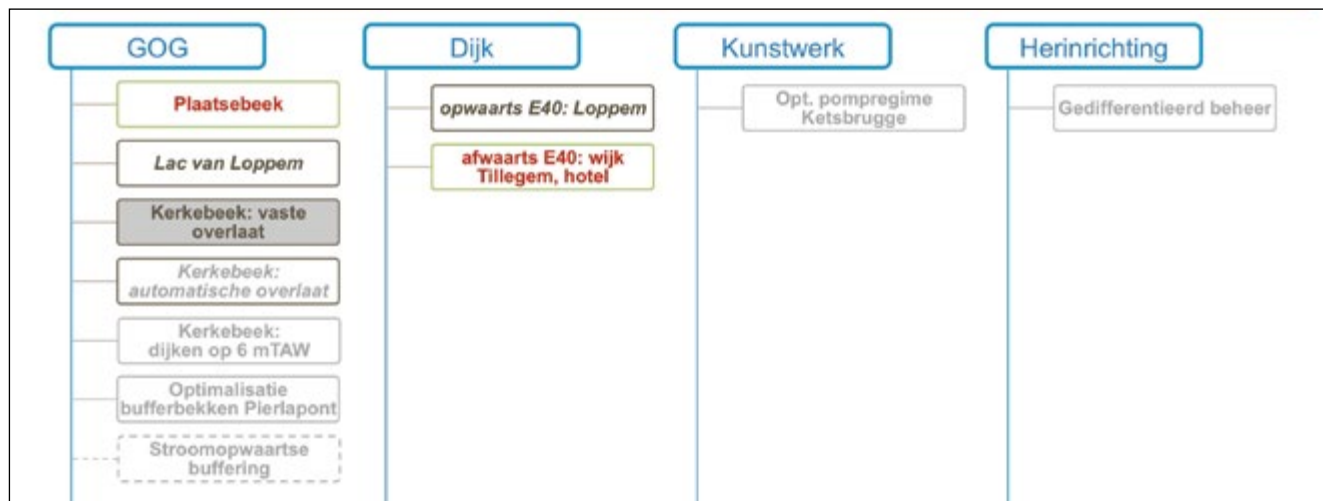 GOG
Plaatsebeek
Lac van Loppem
Kerkebeek: vaste
overlaat
Kerkebeek:
automatische overlaat
Kerkebeek:
dijken op 6 mTAW
Optimalisatie
bufferbekken Pierlapont
Stroomopwaartse
buffering
Dijk
opwaarts E40: Loppem
afwaarts E40: wijk
Tillegem, hotel
Kunstwerk
Opt. pompregime
Ketsbrugge
Herinrichting
Gedifferentieerd beheer